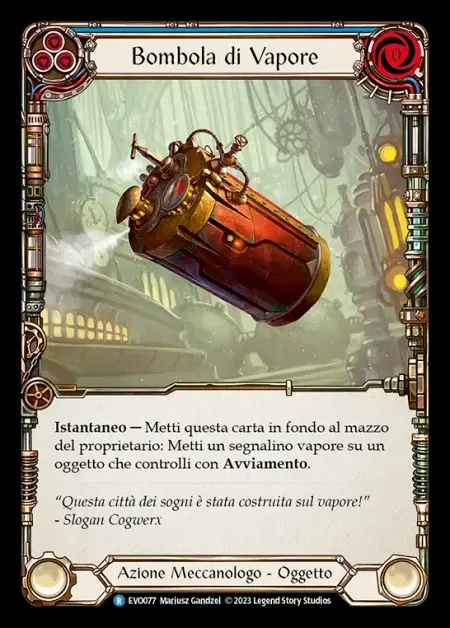 Bombola di Vapore
0
Istantaneo — Metti questa carta in fondo al mazzo
del proprietario: Metti un segnalino vapore su un
oggetto che controlli con Avviamento.
“Questa città dei sogni è stata costruita sul vapore!”
- Slogan Cogwerx
Azione Meccanologo - Oggetto
R EVO077 Mariusz Gandzel ©2023 Legend Story Studios